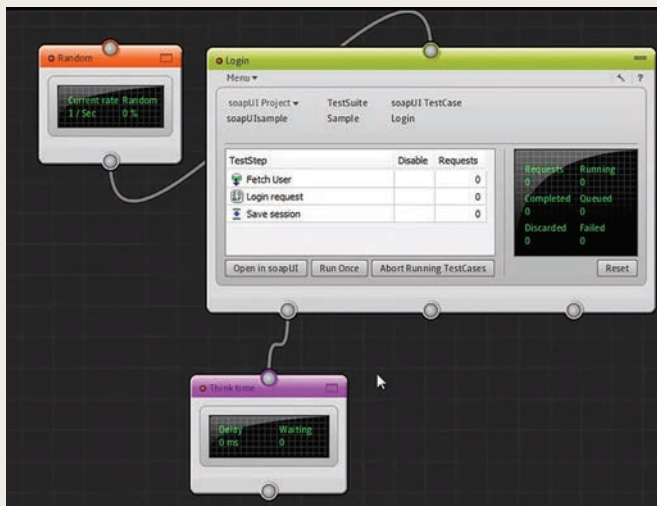 Random
Current rate Random
1 / Sec 0 %
Login
Menu
?
soapUI Project TestSuite soapUI TestCase
soapUIsample Sample Login
TestStep Disable Requests
Fetch User 0
Login request 0
Save session 0
Requests Running
0 0
Completed Queued
0 0
Discarded Failed
0 0
Open in soapUI Run Once Abort Running TestCases Reset
Think time
Delay Waiting
0 ms 0